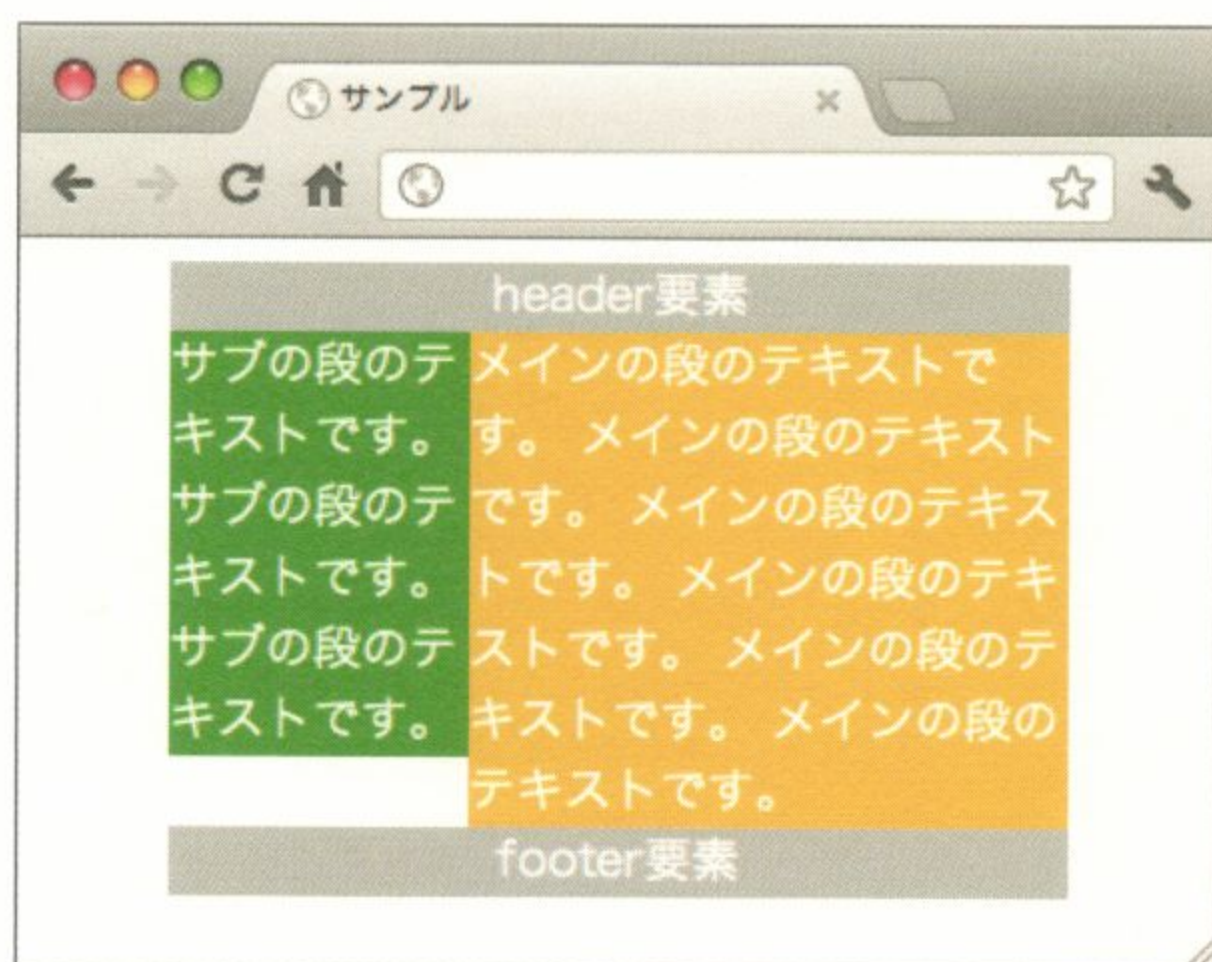 サンプル
header要素
サブの段のテ
キストです。
サブの段のテ
キストです。
サブの段のテ
キストです。
メインの段のテキストで
す。 メインの段のテキスト
です。 メインの段のテキス
トです。 メインの段のテキ
ストです。 メインの段のテ
キストです。 メインの段の
テキストです。
footer要素